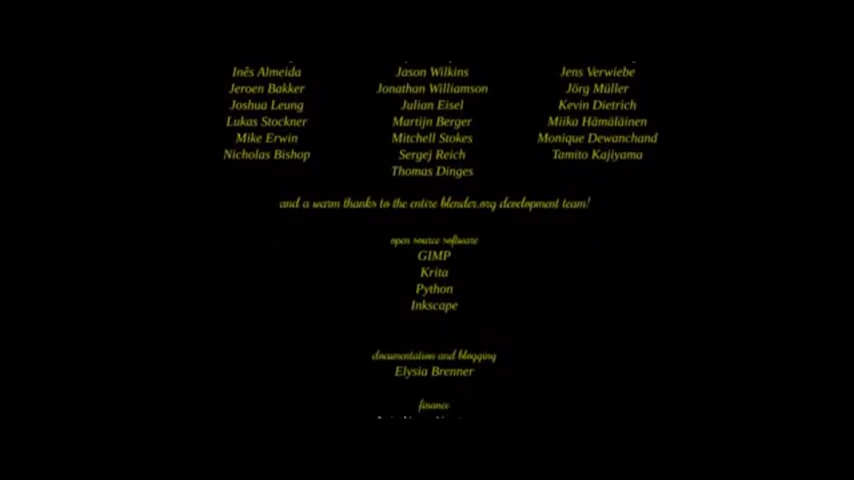 Inês Almeida Jason Wilkins Jens Verwiebe
Jeroen Bakker Jonathan Williamson Jörg Müller
Joshua Leung Julian Eisel Kevin Dietrich
Lukas Stockner Martijn Berger Miika Hämäläinen
Mike Erwin Mitchell Stokes Monique Dewanchand
Nicholas Bishop Sergej Reich Tamito Kajiyama
Thomas Dinges
and a warm thanks to the entire blender.org development team!
open source software
GIMP
Krita
Python
Inkscape
documentation and blogging
Elysia Brenner
finance